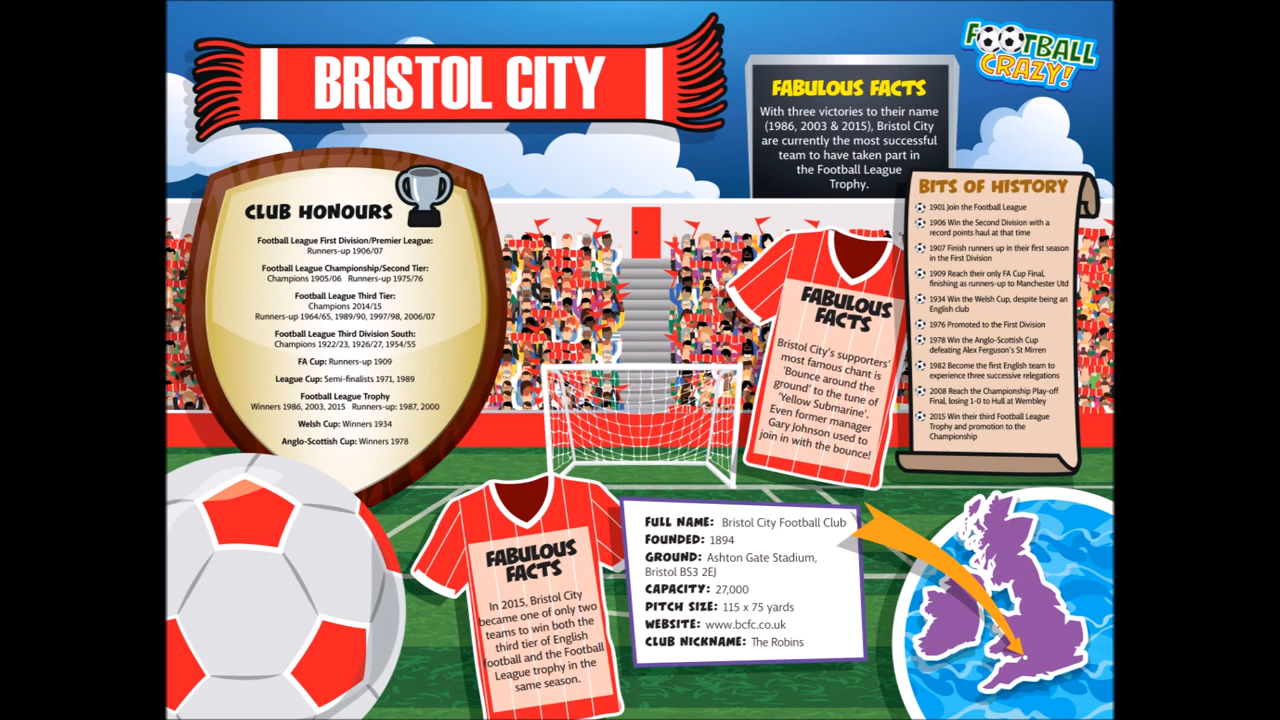 BRISTOL CITY
FOOTBALL
CRAZY!
FABULOUS FACTS
With three victories to their name
(1986, 2003 & 2015), Bristol City
are currently the most successful
team to have taken part in
the Football League
Trophy.
CLUB HONOURS
Football League First Division/Premier League:
Runners-up 1906/07
Football League Championship/Second Tier:
Champions 1905/06 Runners-up 1975/76
Football League Third Tier:
Champions 2014/15
Runners-up 1964/65, 1989/90, 1997/98, 2006/07
Football League Third Division South:
Champions 1922/23, 1926/27, 1954/55
FA Cup: Runners-up 1909
League Cup: Semi-finalists 1971, 1989
Football League Trophy
Winners 1986, 2003, 2015 Runners-up: 1987, 2000
Welsh Cup: Winners 1934
Anglo-Scottish Cup: Winners 1978
FABULOUS
FACTS
Bristol City's supporters'
most famous chant is
'Bounce around the
ground' to the tune of
'Yellow Submarine'.
Even former manager
Gary Johnson used to
join in with the bounce!
BITS OF HISTORY
1901 Join the Football League
1906 Win the Second Division with a
record points haul at that time
1907 Finish runners up in their first season
in the First Division
1909 Reach their only FA Cup Final,
finishing as runners-up to Manchester Utd
1934 Win the Welsh Cup, despite being an
English club
1976 Promoted to the First Division
1978 Win the Anglo-Scottish Cup
defeating Alex Ferguson's St Mirren
1982 Become the first English team to
experience three successive relegations
2008 Reach the Championship Play-off
Final, losing 1-0 to Hull at Wembley
2015 Win their third Football League
Trophy and promotion to the
Championship
FABULOUS
FACTS
In 2015, Bristol City
became one of only two
teams to win both the
third tier of English
football and the Football
League trophy in the
same season.
FULL NAME: Bristol City Football Club
FOUNDED: 1894
GROUND: Ashton Gate Stadium,
Bristol BS3 2EJ
CAPACITY: 27,000
PITCH SIZE: 115 x 75 yards
WEBSITE: www.bcfc.co.uk
CLUB NICKNAME: The Robins